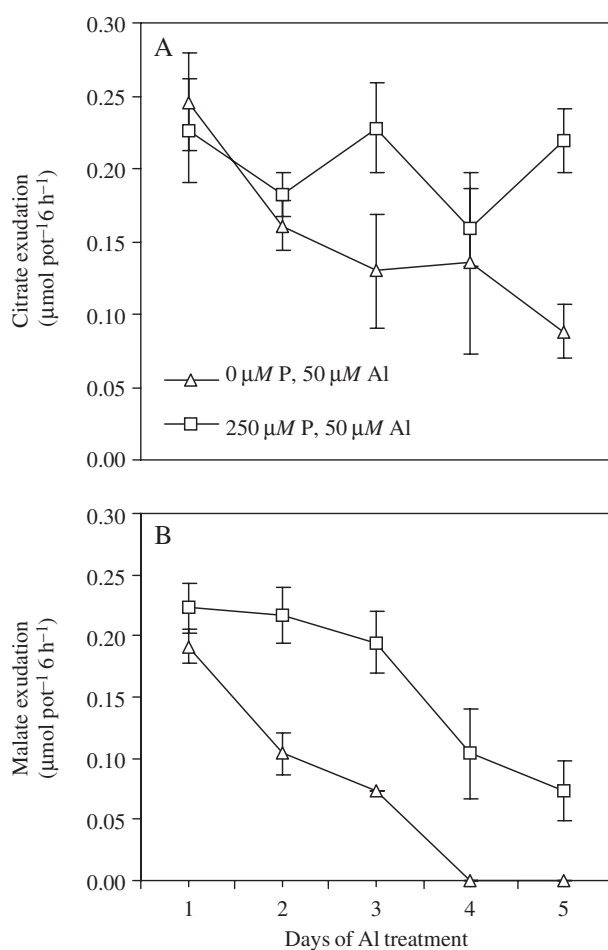 A
0.30
0.25
0.20
0.15
0.10
0.05
0.00
Citrate exudation
(μmol pot⁻¹6 h⁻¹)
0 μM P, 50 μM Al
250 μM P, 50 μM Al
B
0.30
0.25
0.20
0.15
0.10
0.05
0.00
Malate exudation
(μmol pot⁻¹ 6 h⁻¹)
1 2 3 4 5
Days of Al treatment